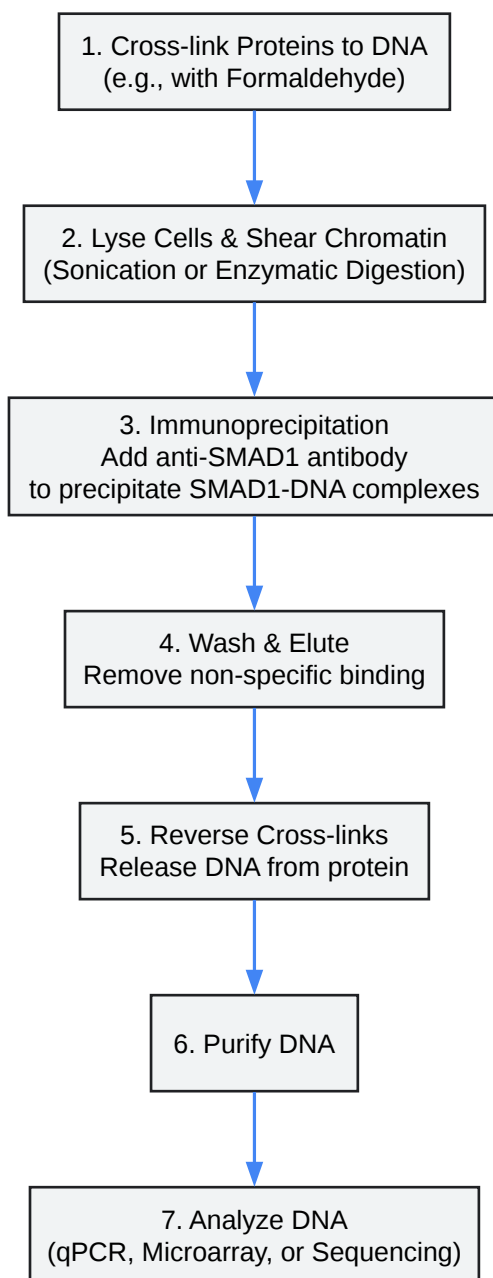 1. Cross-link Proteins to DNA
(e.g., with Formaldehyde)
2. Lyse Cells & Shear Chromatin
(Sonication or Enzymatic Digestion)
3. Immunoprecipitation
Add anti-SMAD1 antibody
to precipitate SMAD1-DNA complexes
4. Wash & Elute
Remove non-specific binding
5. Reverse Cross-links
Release DNA from protein
6. Purify DNA
7. Analyze DNA
(qPCR, Microarray, or Sequencing)